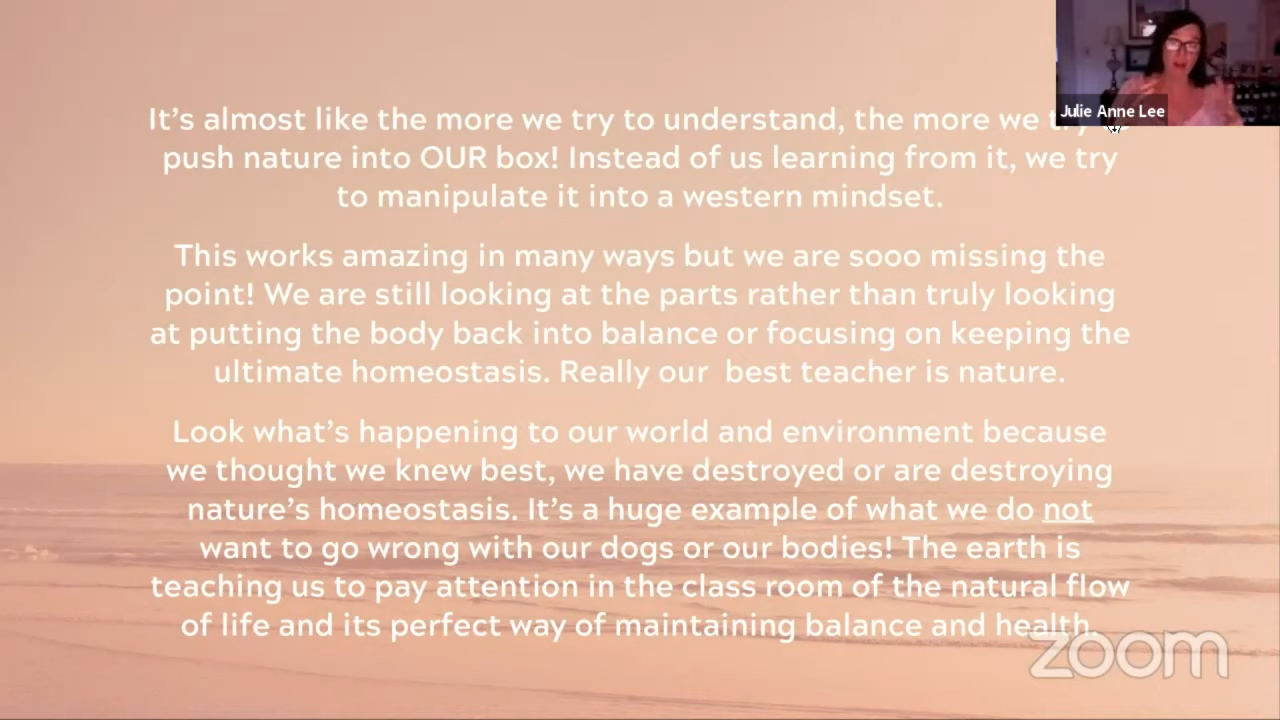 Julie Anne Lee
It's almost like the more we try to understand, the more we
push nature into OUR box! Instead of us learning from it, we try
to manipulate it into a western mindset.
This works amazing in many ways but we are sooo missing the
point! We are still looking at the parts rather than truly looking
at putting the body back into balance or focusing on keeping the
ultimate homeostasis. Really our best teacher is nature.
Look what's happening to our world and environment because
we thought we knew best, we have destroyed or are destroying
nature's homeostasis. It's a huge example of what we do not
want to go wrong with our dogs or our bodies! The earth is
teaching us to pay attention in the class room of the natural flow
of life and its perfect way of maintaining balance and health.
zoom